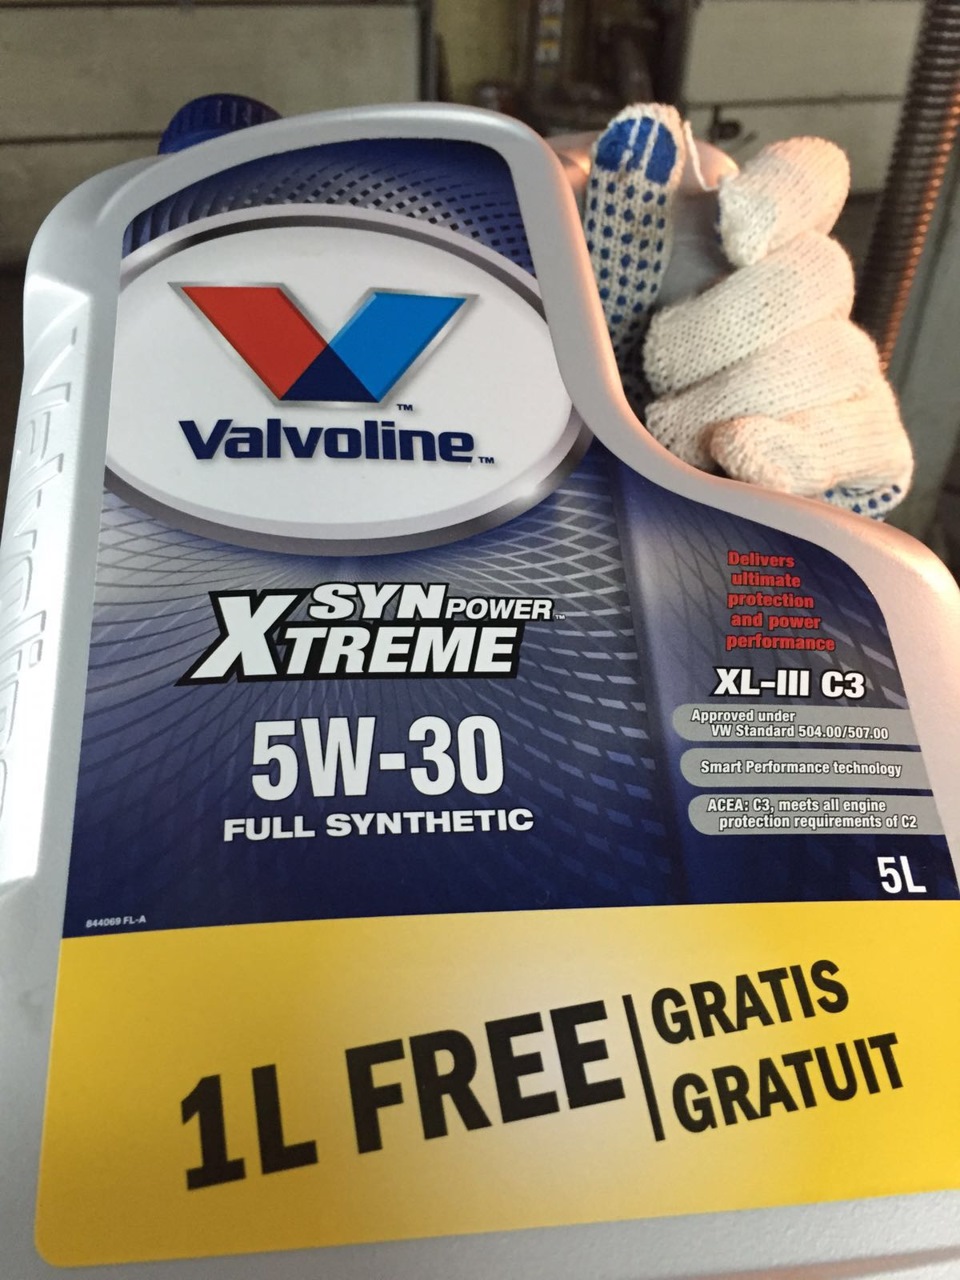 Valvoline™
SYNPOWER™
XTREME
5W-30
FULL SYNTHETIC
Delivers
ultimate
protection
and power
performance
XL-III C3
Approved under
VW Standard 504.00/507.00
Smart Performance technology
ACEA: C3, meets all engine
protection requirements of C2
5L
844069 FL-A
1L FREE
GRATIS
GRATUIT
Valvoline